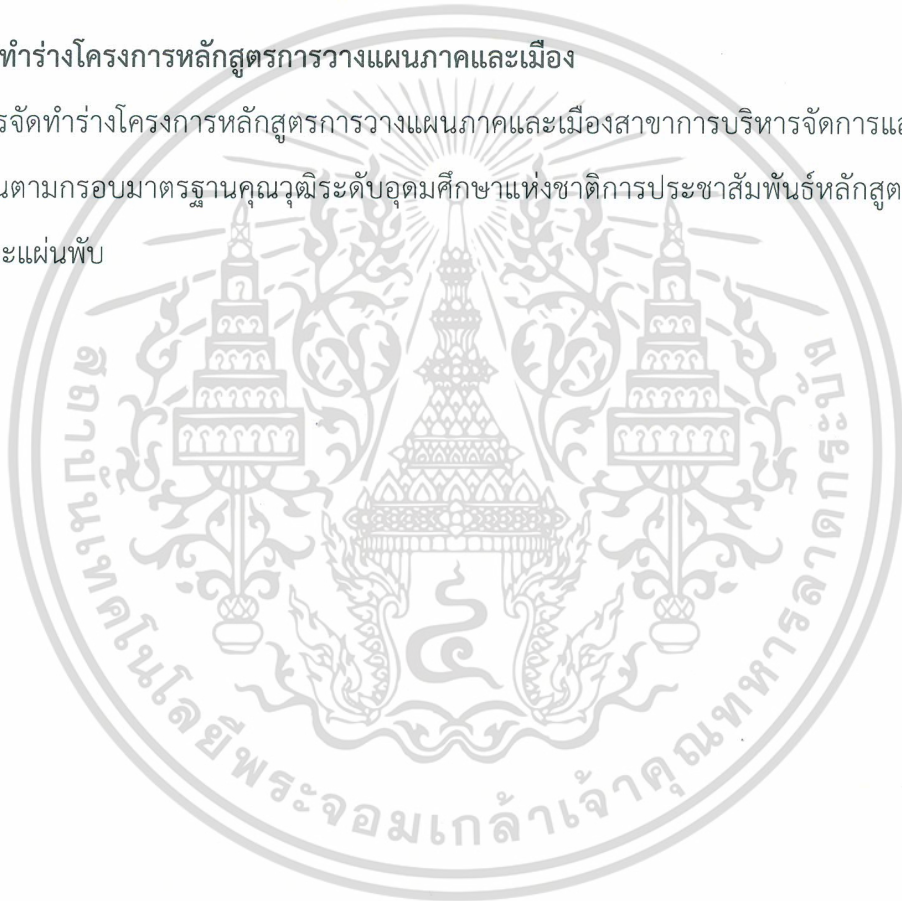 ทำร่างโครงการหลักสูตรการวางแผนภาคและเมือง
รจัดทำร่างโครงการหลักสูตรการวางแผนภาคและเมืองสาขาการบริหารจัดการแล
นตามกรอบมาตรฐานคุณวุฒิระดับอุดมศึกษาแห่งชาติการประชาสัมพันธ์หลักสูต
ะแผ่นพับ
สถาบันเทคโนโลยีพระจอมเกล้าเจ้าคุณทหารลาดกระบัง
๔